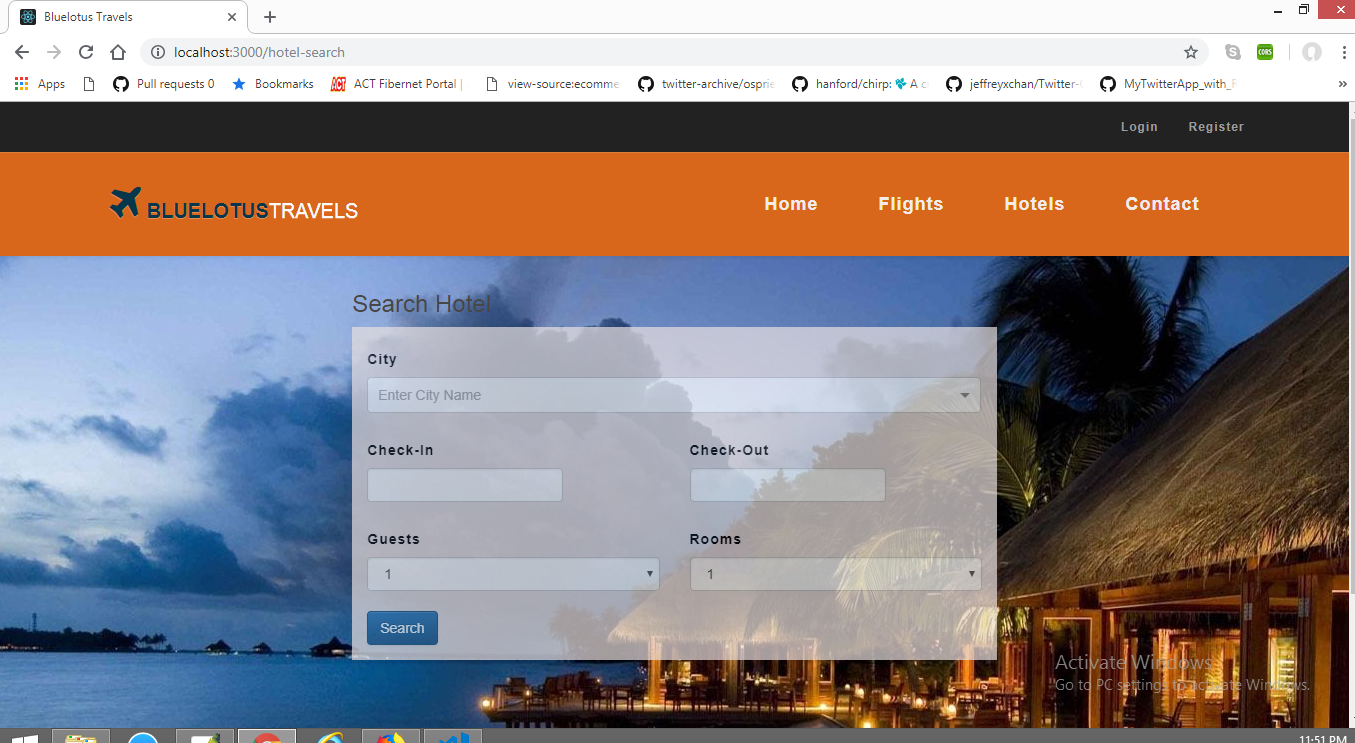 Bluelotus Travels
localhost:3000/hotel-search
Apps Pull requests 0 Bookmarks ACT Fibernet Portal | view-source:ecomme twitter-archive/osprie hanford/chirp: A c jeffreyxchan/Twitter- MyTwitterApp_with_F
CORS
Login Register
BLUELOTUSTRAVELS
Home Flights Hotels Contact
Search Hotel
City
Enter City Name
Check-In Check-Out
Guests Rooms
1 1
Search
Activate Windows
Go to PC settings to activate Windows.
11:51 PM